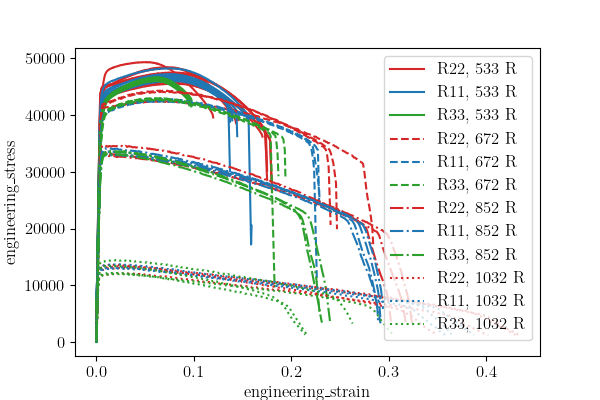 50000
40000
30000
20000
10000
0
engineering_stress
0.0
0.1
0.2
0.3
0.4
engineering_strain
R22, 533 R
R11, 533 R
R33, 533 R
R22, 672 R
R11, 672 R
R33, 672 R
R22, 852 R
R11, 852 R
R33, 852 R
R22, 1032 R
R11, 1032 R
R33, 1032 R